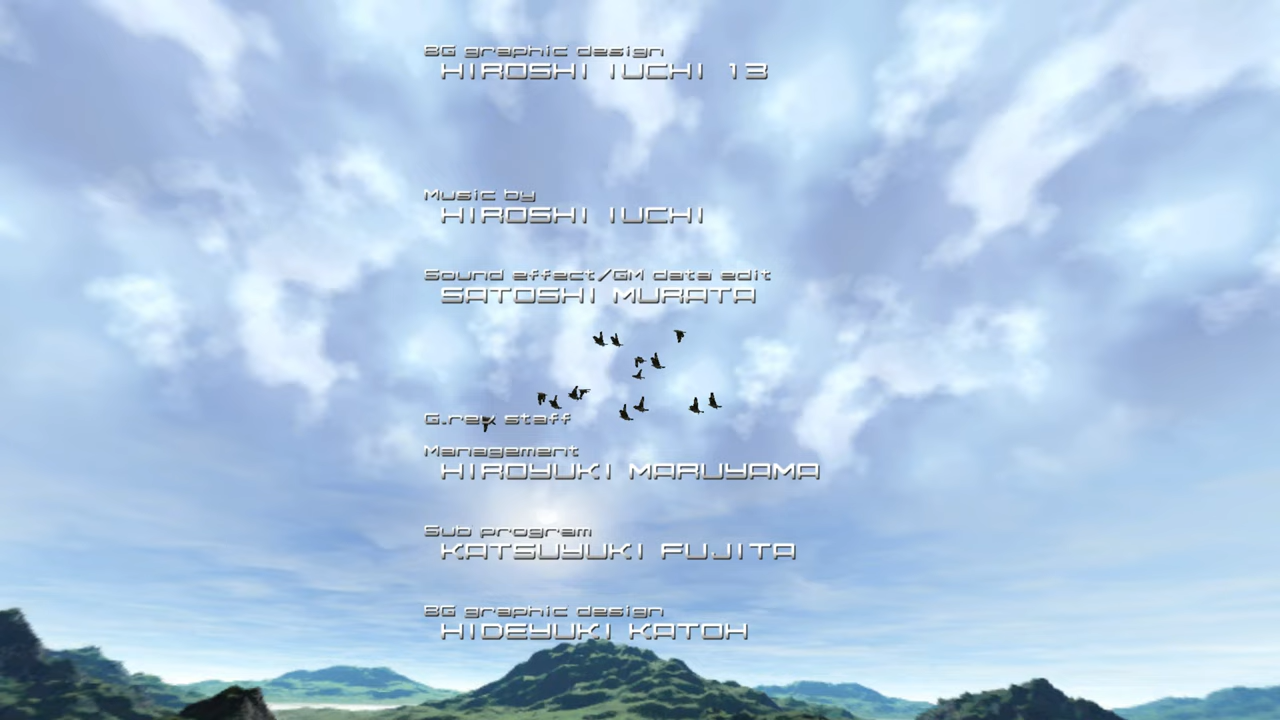 BG graphic design
HIROSHI IUCHI 13
Music by
HIROSHI IUCHI
Sound effect/GM data edit
SATOSHI MURATA
G.rev staff
Management
HIROYUKI MARUYAMA
Sub program
KATSUYUKI FUJITA
BG graphic design
HIDEYUKI KATOH